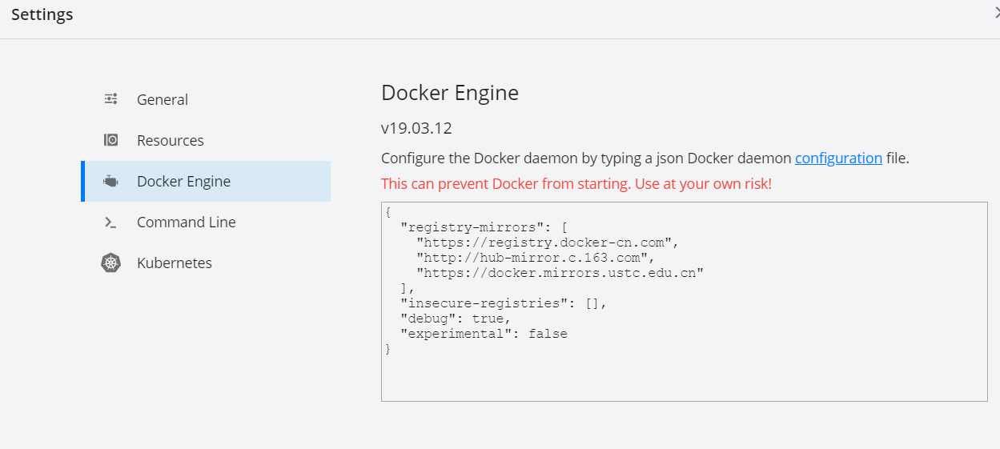 Settings
General
Resources
Docker Engine
Command Line
Kubernetes
Docker Engine
v19.03.12
Configure the Docker daemon by typing a json Docker daemon configuration file.
This can prevent Docker from starting. Use at your own risk!
{
  "registry-mirrors": [
    "https://registry.docker-cn.com",
    "http://hub-mirror.c.163.com",
    "https://docker.mirrors.ustc.edu.cn"
  ],
  "insecure-registries": [],
  "debug": true,
  "experimental": false
}